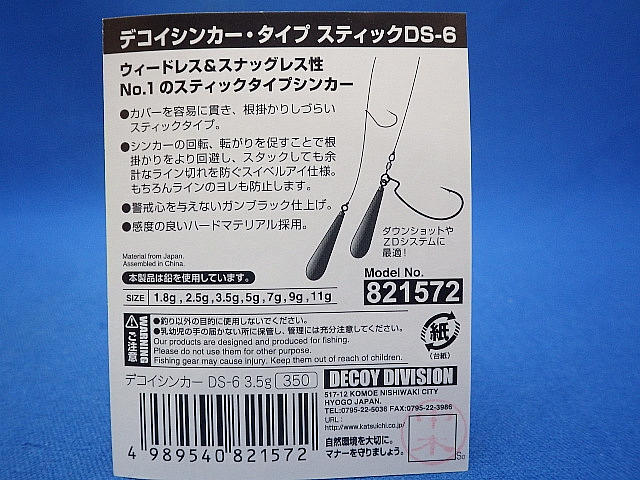 デコイシンカー・タイプ スティックDS-6
ウィードレス&スナッグレス性
No.1 のスティックタイプシンカー
●カバーを容易に貫き、根掛かりしづらい
スティックタイプ。
●シンカーの回転、転がりを促すことで根
掛かりをより回避し、スタックしても余
計なライン切れを防ぐスイベルアイ仕様。
もちろんラインのヨレも防止します。
●警戒心を与えないガンブラック仕上げ。
●感度の良いハードマテリアル採用。
ダウンショットや
ZDシステムに
最適!
Material from Japan.
Assembled in China.
本製品は鉛を使用しています。
Model No.
821572
SIZE 1.8g , 2.5g , 3.5g , 5g , 7g , 9g , 11g
WARNING
ご注意
●釣り以外の目的に使用しないでください。
●乳幼児の手の届かない所に保管し、管理には充分注意してください。
Our products are designed and produced for fishing.
Please do not use them for other purpose.
Fishing gear may cause injury. Keep them out of reach of children.
紙
(台紙)
デコイシンカー DS-6 3.5g 350
DECOY DIVISION
517-12 KOMOE NISHIWAKI CITY
HYOGO JAPAN.
TEL:0795-22-5036 FAX:0795-22-3986
URL :
http://www.katsuichi.co.jp/
自然環境を大切に。
マナーを守りましょう。
4 989540 821572